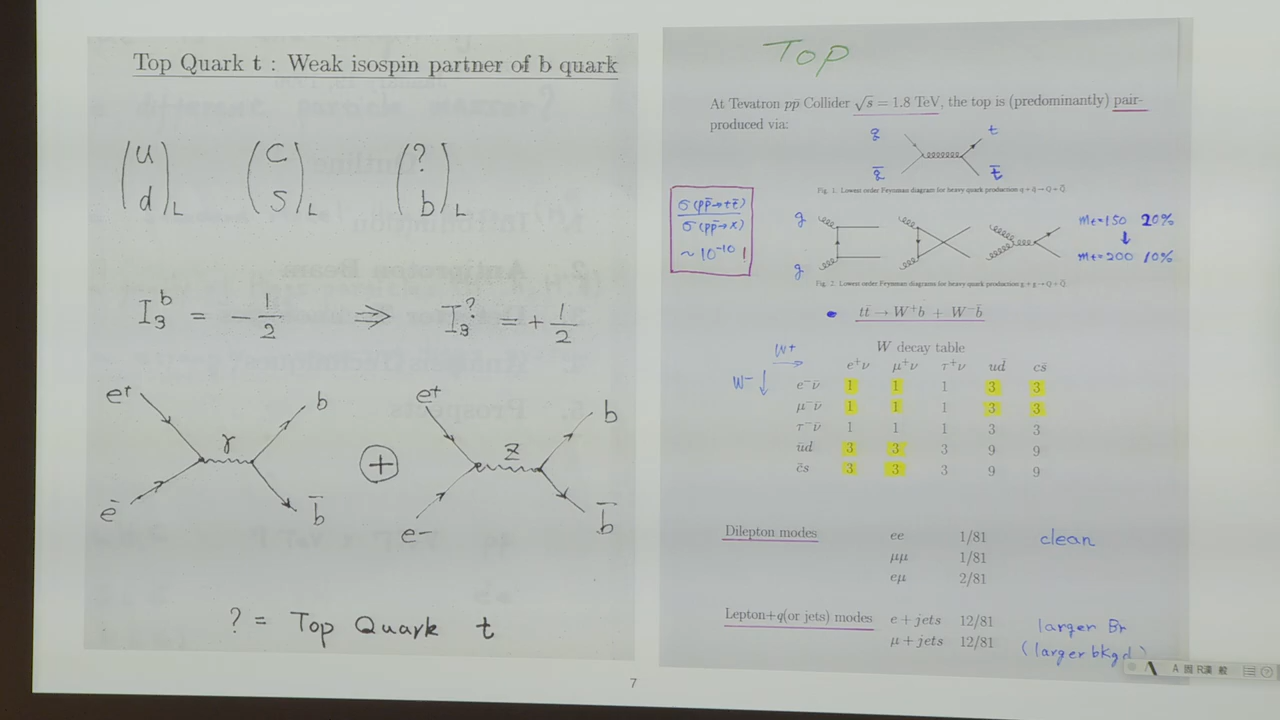 Top Quark t : Weak isospin partner of b quark
( u d )L ( c s )L ( ? b )L
I₃ᵇ = 1/2 ⇒ I₃? = + 1/2
e+ γ b
e- b̄
⊕
e+ Z b
e- b̄
? = Top Quark t
7
TOP
At Tevatron pp̄ Collider √s = 1.8 TeV, the top is (predominantly) pair-
produced via:
q t
q̄ t̄
Fig. 1. Lowest order Feynman diagram for heavy quark production q + q̄ → Q + Q̄
σ(pp̄→tt̄)
σ(pp̄→x)
~ 10⁻¹⁰ !
g
g
mt=150 20%
↓
mt=200 10%
Fig. 2. Lowest order Feynman diagrams for heavy quark production g + g → Q + Q̄
• tt̄ → W⁺b + W⁻b̄
W decay table
W+ →
W- ↓
e⁺ν μ⁺ν τ⁺ν ud̄ cs̄
e⁻ν̄ 1 1 1 3 3
μ⁻ν̄ 1 1 1 3 3
τ⁻ν̄ 1 1 1 3 3
ūd 3 3 3 9 9
c̄s 3 3 3 9 9
Dilepton modes ee 1/81 clean
μμ 1/81
eμ 2/81
Lepton+q(or jets) modes e + jets 12/81 larger Br
μ + jets 12/81 (larger bkgd)